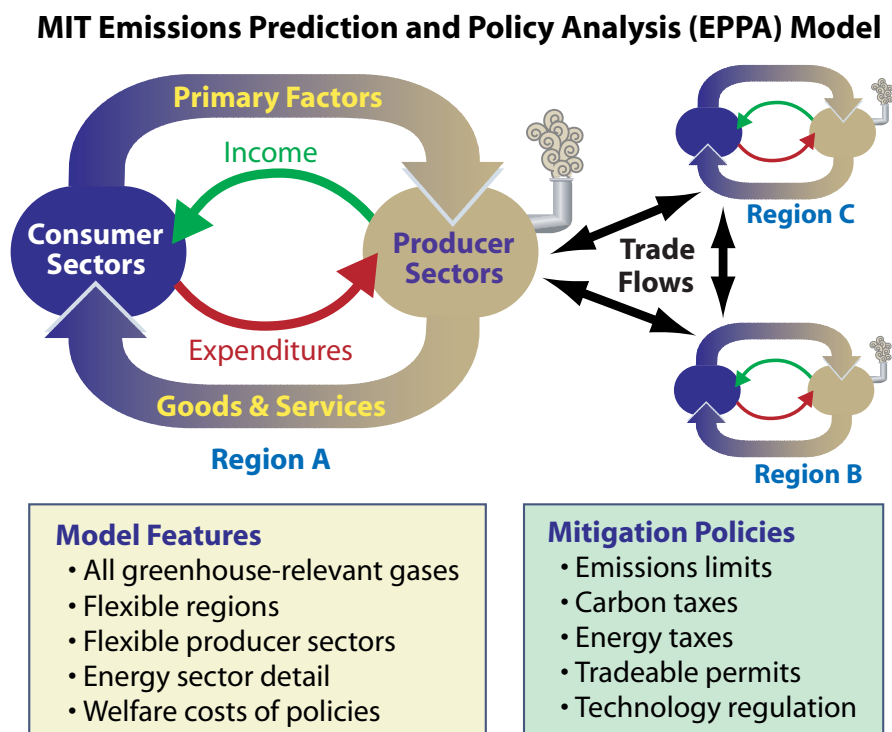 MIT Emissions Prediction and Policy Analysis (EPPA) Model
Primary Factors
Income
Consumer
Sectors
Producer
Sectors
Expenditures
Goods & Services
Region A
Trade
Flows
Region C
Region B
Model Features
• All greenhouse-relevant gases
• Flexible regions
• Flexible producer sectors
• Energy sector detail
• Welfare costs of policies
Mitigation Policies
• Emissions limits
• Carbon taxes
• Energy taxes
• Tradeable permits
• Technology regulation